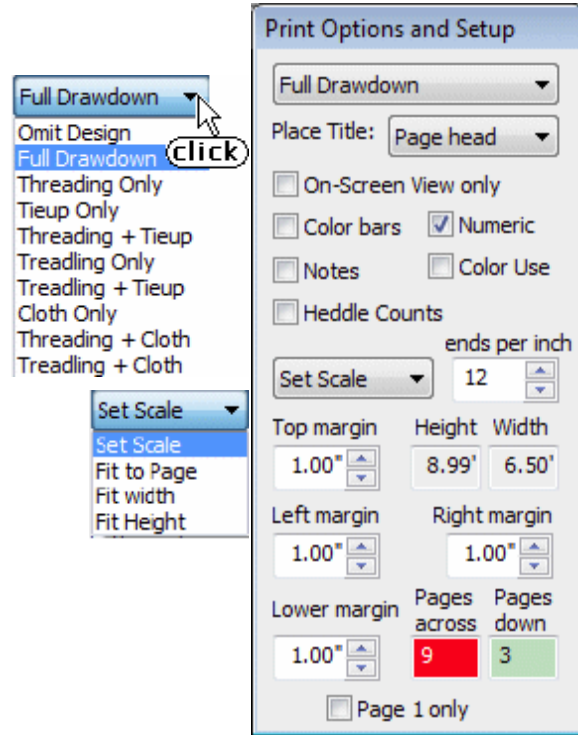 Print Options and Setup
Full Drawdown
Place Title: Page head
On-Screen View only
Color bars Numeric
Notes Color Use
Heddle Counts
ends per inch
Set Scale 12
Top margin Height Width
1.00" 8.99' 6.50'
Left margin Right margin
1.00" 1.00"
Lower margin Pages across Pages down
1.00" 9 3
Page 1 only
Full Drawdown
click
Omit Design
Full Drawdown
Threading Only
Tieup Only
Threading + Tieup
Treadling Only
Treadling + Tieup
Cloth Only
Threading + Cloth
Treadling + Cloth
Set Scale
Set Scale
Fit to Page
Fit width
Fit Height